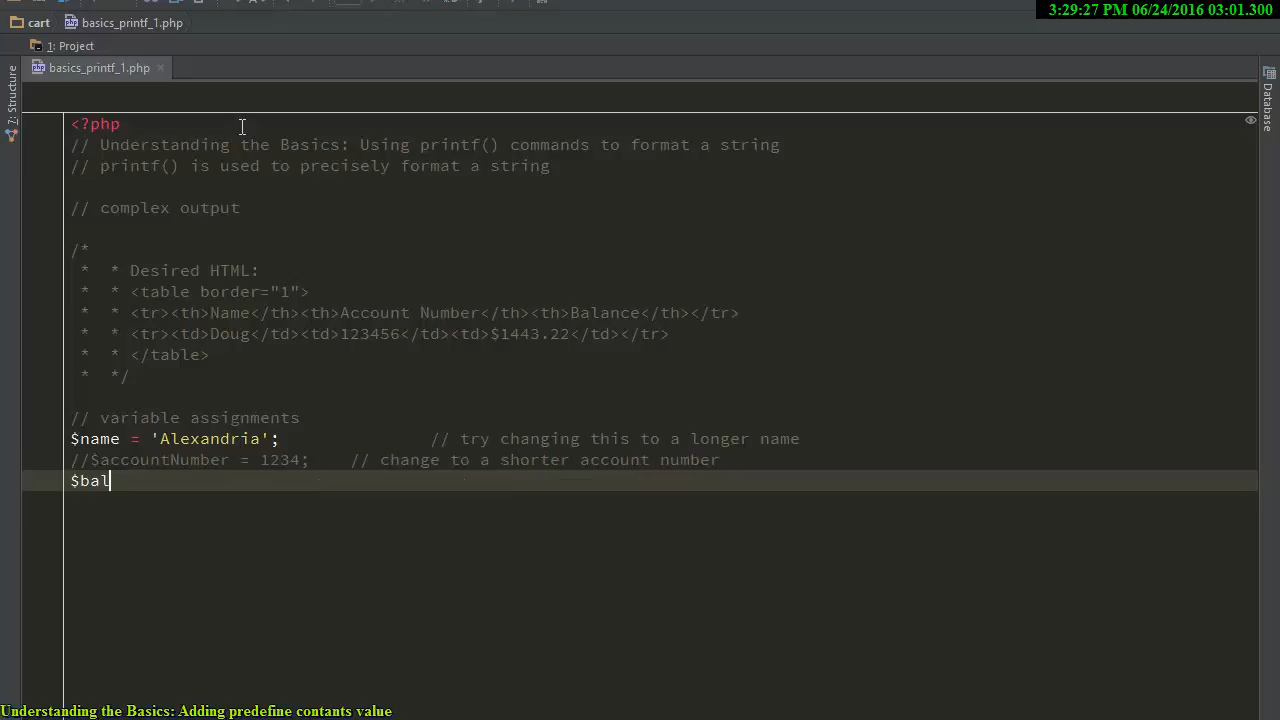 3:29:27 PM 06/24/2016 03:01.300
cart basics_printf_1.php
1: Project
basics_printf_1.php
7: Structure
Database
<?php
// Understanding the Basics: Using printf() commands to format a string
// printf() is used to precisely format a string
// complex output
/*
* * Desired HTML:
* * <table border="1">
* * <tr><th>Name</th><th>Account Number</th><th>Balance</th></tr>
* * <tr><td>Doug</td><td>123456</td><td>$1443.22</td></tr>
* * </table>
* */
// variable assignments
$name = 'Alexandria'; // try changing this to a longer name
//$accountNumber = 1234; // change to a shorter account number
$bal
Understanding the Basics: Adding predefine contants value